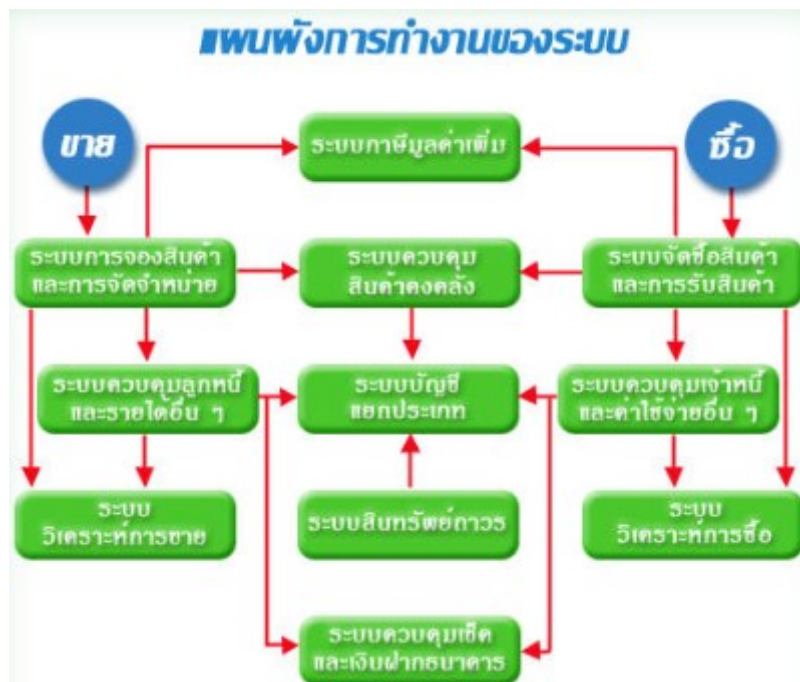 แผนผังการทำงานของระบบ
ขาย
ซื้อ
ระบบภาษีมูลค่าเพิ่ม
ระบบการจองสินค้า
และการจัดจำหน่าย
ระบบควบคุม
สินค้าคงคลัง
ระบบจัดซื้อสินค้า
และการรับสินค้า
ระบบควบคุมลูกหนี้
และรายได้อื่น ๆ
ระบบบัญชี
แยกประเภท
ระบบควบคุมเจ้าหนี้
และค่าใช้จ่ายอื่น ๆ
ระบบ
วิเคราะห์การขาย
ระบบสินทรัพย์ถาวร
ระบบ
วิเคราะห์การซื้อ
ระบบควบคุมเช็ค
และเงินฝากธนาคาร